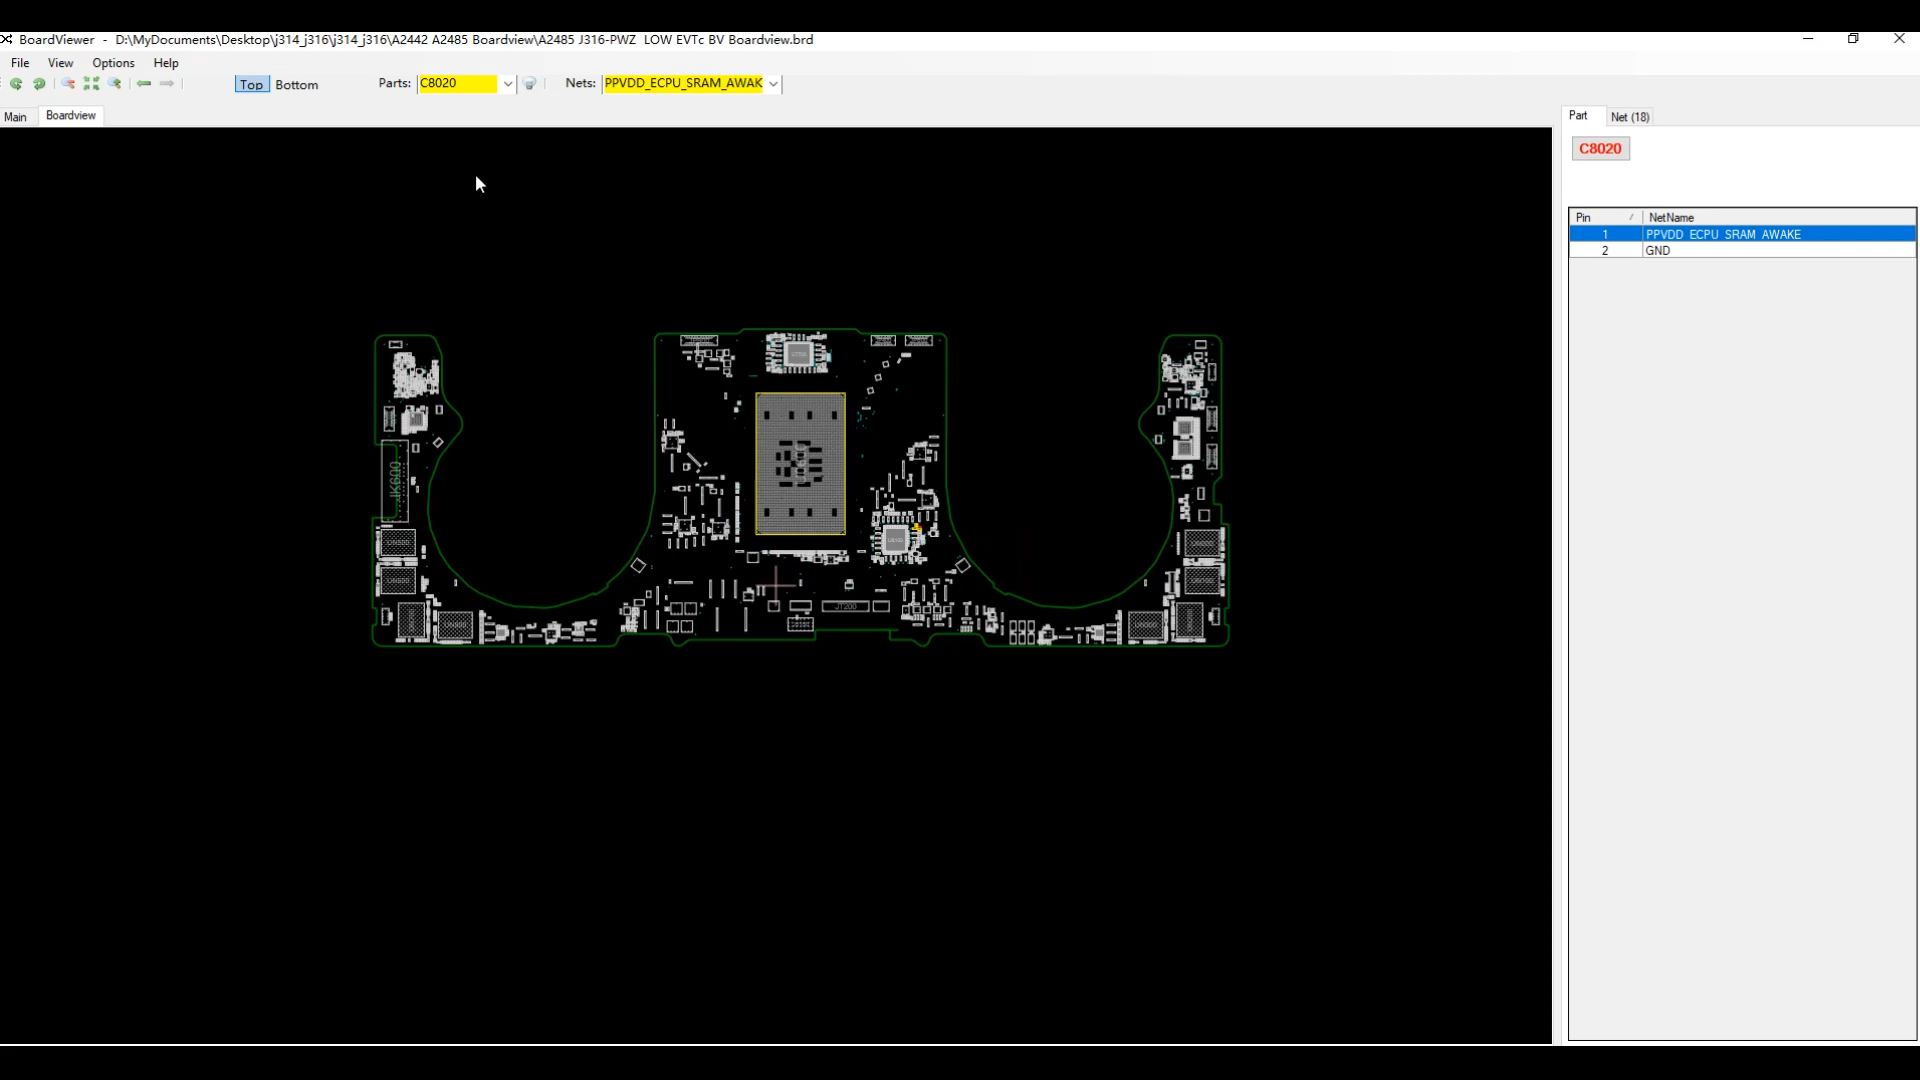 BoardViewer - D:\MyDocuments\Desktop\j314_j316\j314_j316\A2442 A2485 Boardview\A2485 J316-PWZ LOW EVTc BV Boardview.brd
File View Options Help
Top Bottom Parts: C8020 Nets: PPVDD_ECPU_SRAM_AWAK
Main Boardview
Part Net (18)
C8020
Pin / NetName
1 PPVDD_ECPU_SRAM_AWAKE
2 GND
JK600
JT200